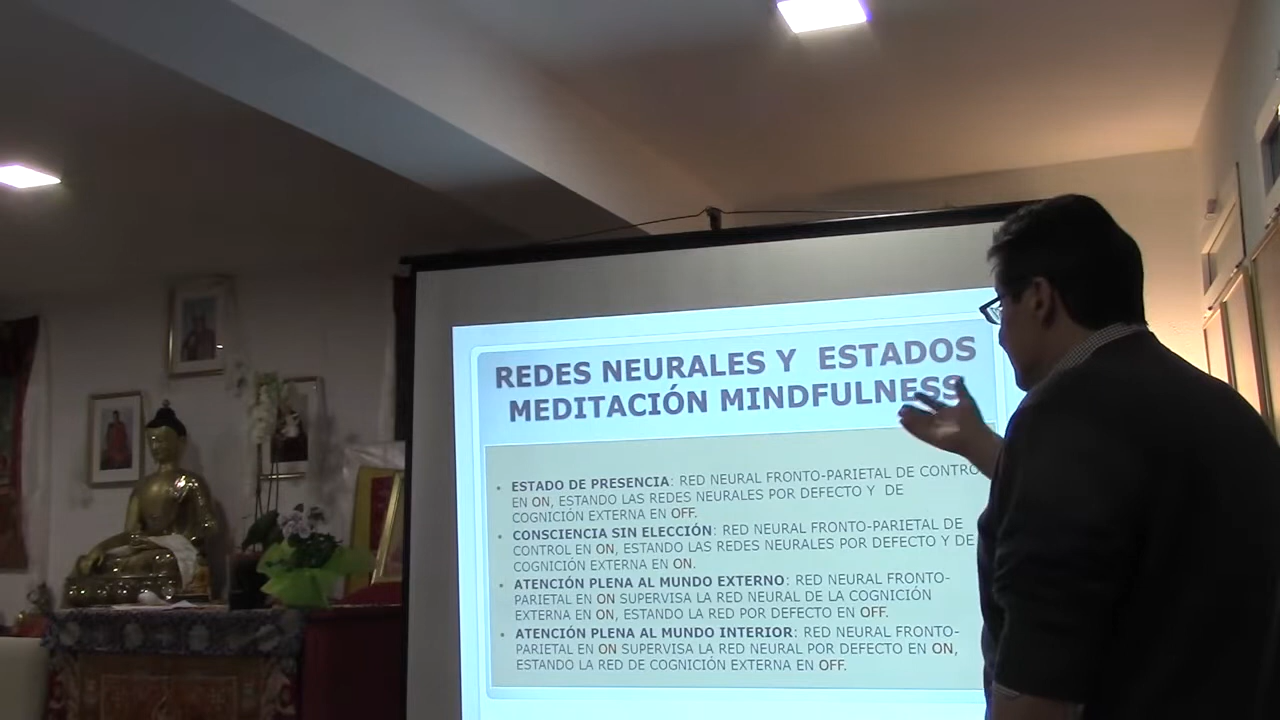 REDES NEURALES Y ESTADOS
MEDITACIÓN MINDFULNESS
• ESTADO DE PRESENCIA: RED NEURAL FRONTO-PARIETAL DE CONTRO
EN ON, ESTANDO LAS REDES NEURALES POR DEFECTO Y DE
COGNICIÓN EXTERNA EN OFF.
• CONSCIENCIA SIN ELECCIÓN: RED NEURAL FRONTO-PARIETAL DE
CONTROL EN ON, ESTANDO LAS REDES NEURALES POR DEFECTO Y DE
COGNICIÓN EXTERNA EN ON.
• ATENCIÓN PLENA AL MUNDO EXTERNO: RED NEURAL FRONTO-
PARIETAL EN ON SUPERVISA LA RED NEURAL DE LA COGNICIÓN
EXTERNA EN ON, ESTANDO LA RED POR DEFECTO EN OFF.
• ATENCIÓN PLENA AL MUNDO INTERIOR: RED NEURAL FRONTO-
PARIETAL EN ON SUPERVISA LA RED NEURAL POR DEFECTO EN ON,
ESTANDO LA RED DE COGNICIÓN EXTERNA EN OFF.